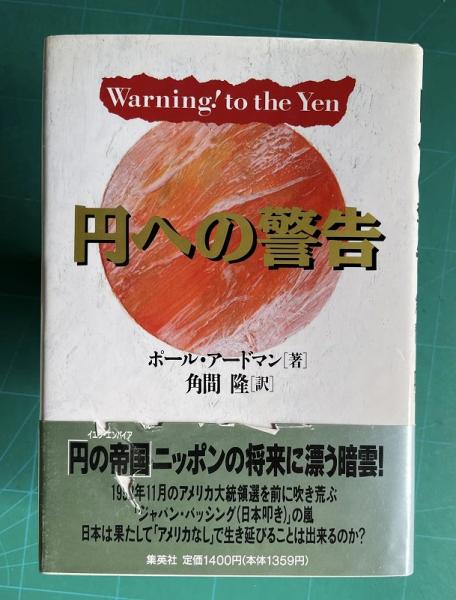 Warning! to the Yen
円への警告
ポール・アードマン[著]
角間 隆[訳]
イエン・エンパイア
「円の帝国」ニッポンの将来に漂う暗雲!
年11月のアメリカ大統領選を前に吹き荒ぶ
「ジャパン・バッシング(日本叩き)」の嵐
日本は果たして「アメリカなし」で生き延びることは出来るのか?
集英社 定価1400円(本体1359円)